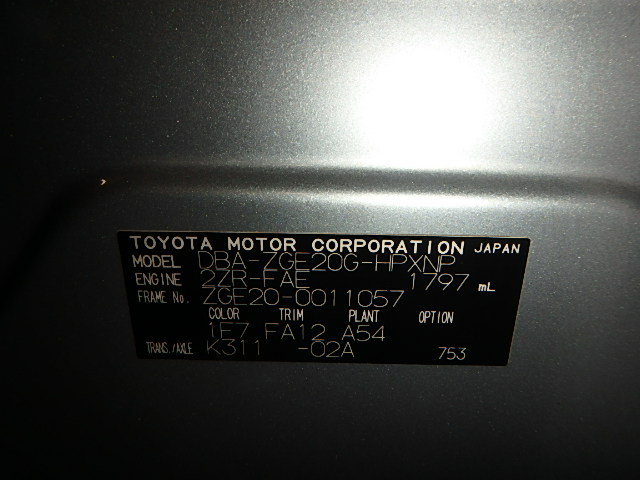 TOYOTA MOTOR CORPORATION JAPAN
MODEL DBA-ZGE20G-HPXNP
ENGINE 2ZR-FAE 1797 mL
FRAME No. ZGE20-0011057
COLOR TRIM PLANT OPTION
1F7 FA12 A54
TRANS./AXLE K311 -02A 753